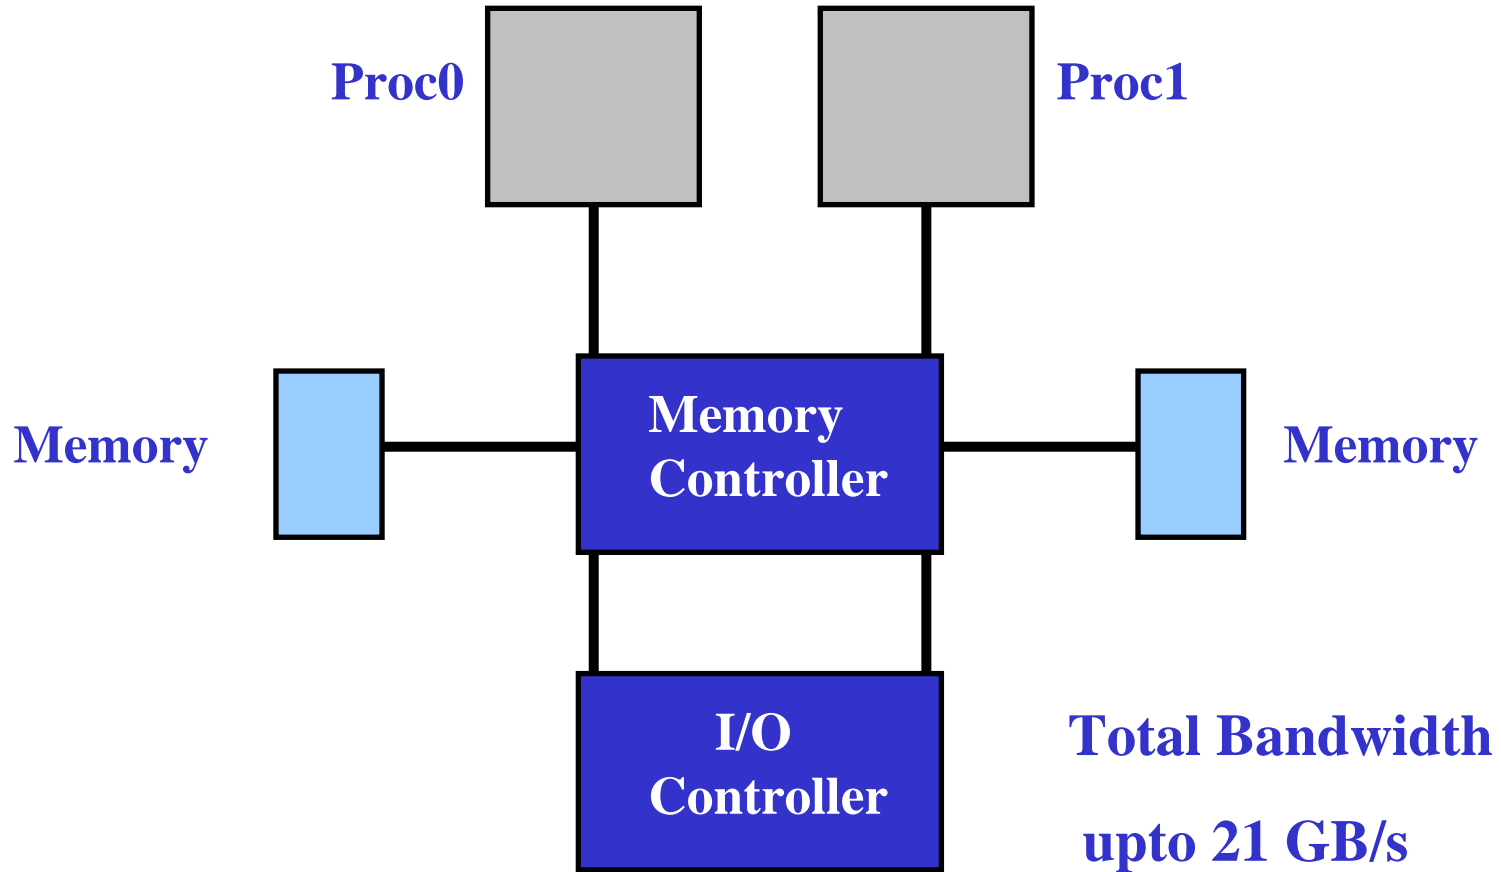 Proc0
Proc1
Memory
Memory
Controller
Memory
I/O
Controller
Total Bandwidth
upto 21 GB/s